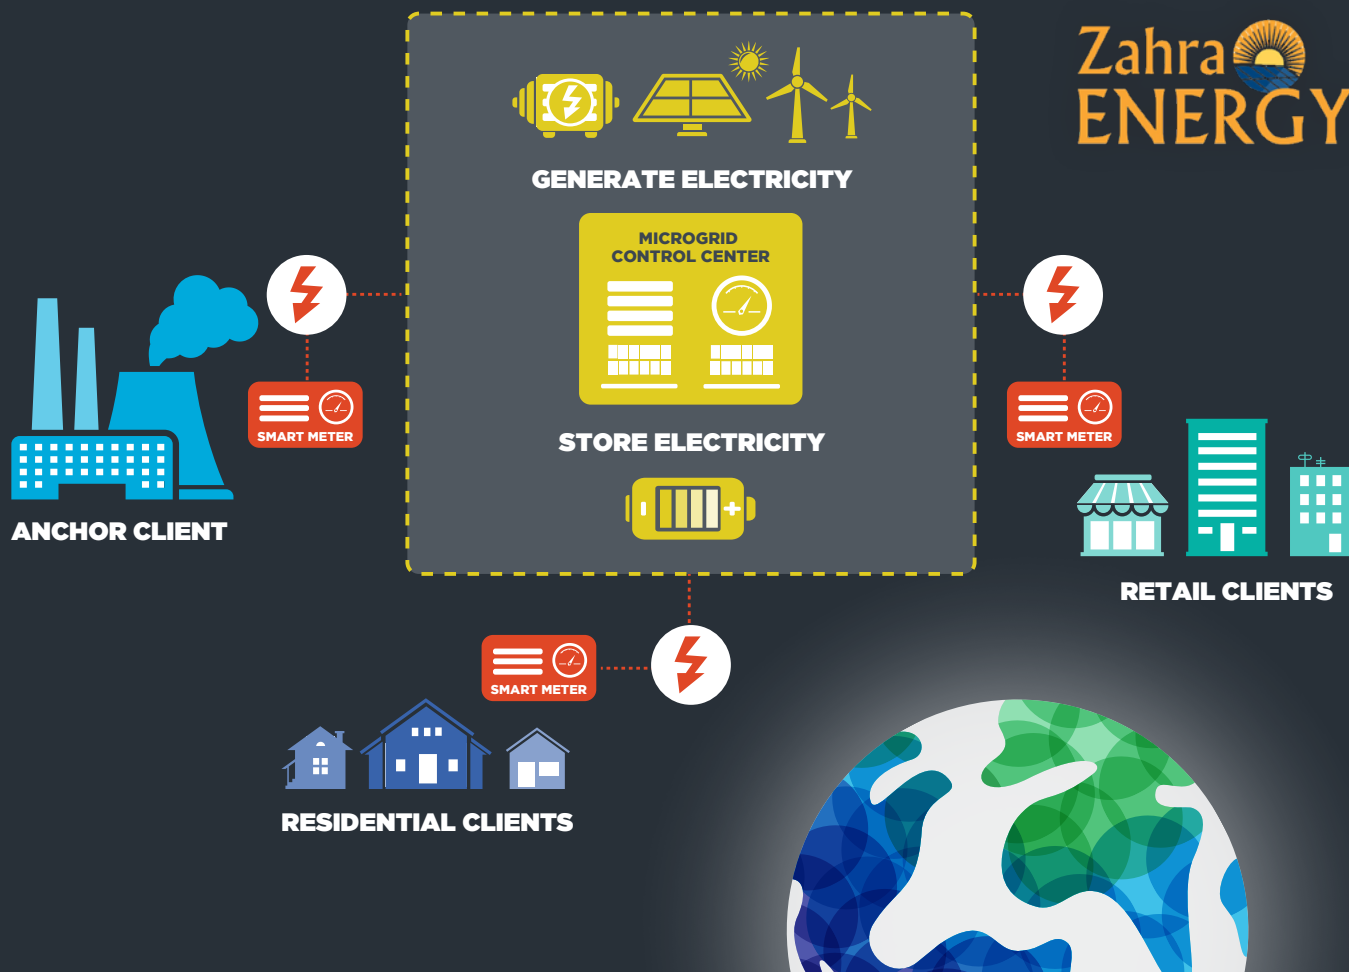 Zahra
ENERGY
GENERATE ELECTRICITY
MICROGRID
CONTROL CENTER
STORE ELECTRICITY
SMART METER
ANCHOR CLIENT
SMART METER
RETAIL CLIENTS
SMART METER
RESIDENTIAL CLIENTS